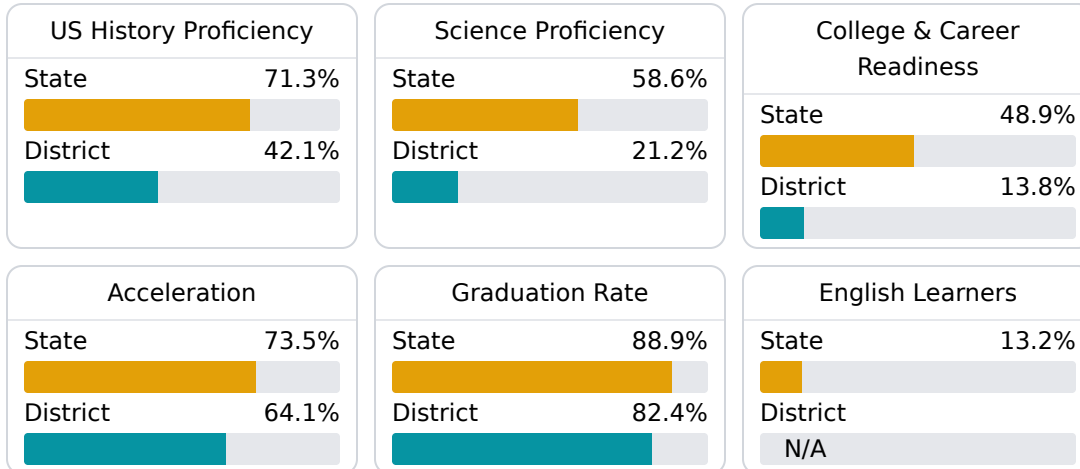 US History Proficiency
State 71.3%
District 42.1%
Science Proficiency
State 58.6%
District 21.2%
College & Career
Readiness
State 48.9%
District 13.8%
Acceleration
State 73.5%
District 64.1%
Graduation Rate
State 88.9%
District 82.4%
English Learners
State 13.2%
District
N/A